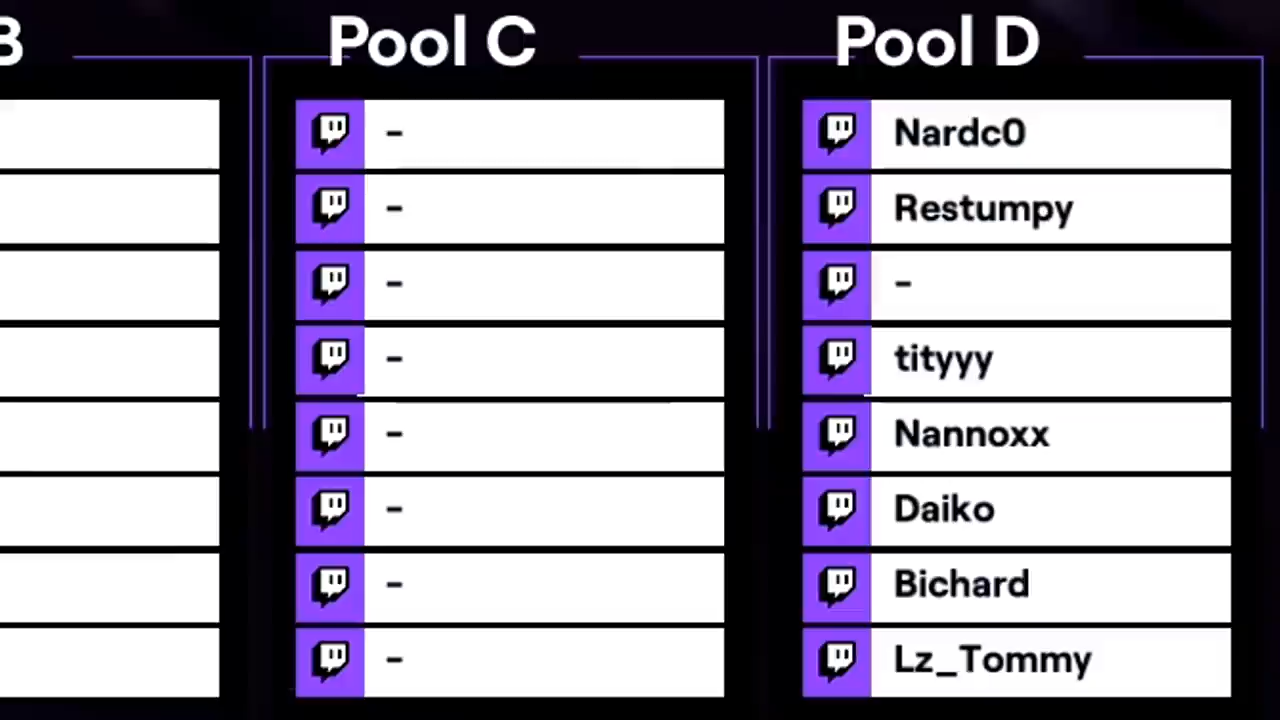 B
Pool C
-
-
-
-
-
-
-
-
Pool D
Nardc0
Restumpy
-
tityyy
Nannoxx
Daiko
Bichard
Lz_Tommy